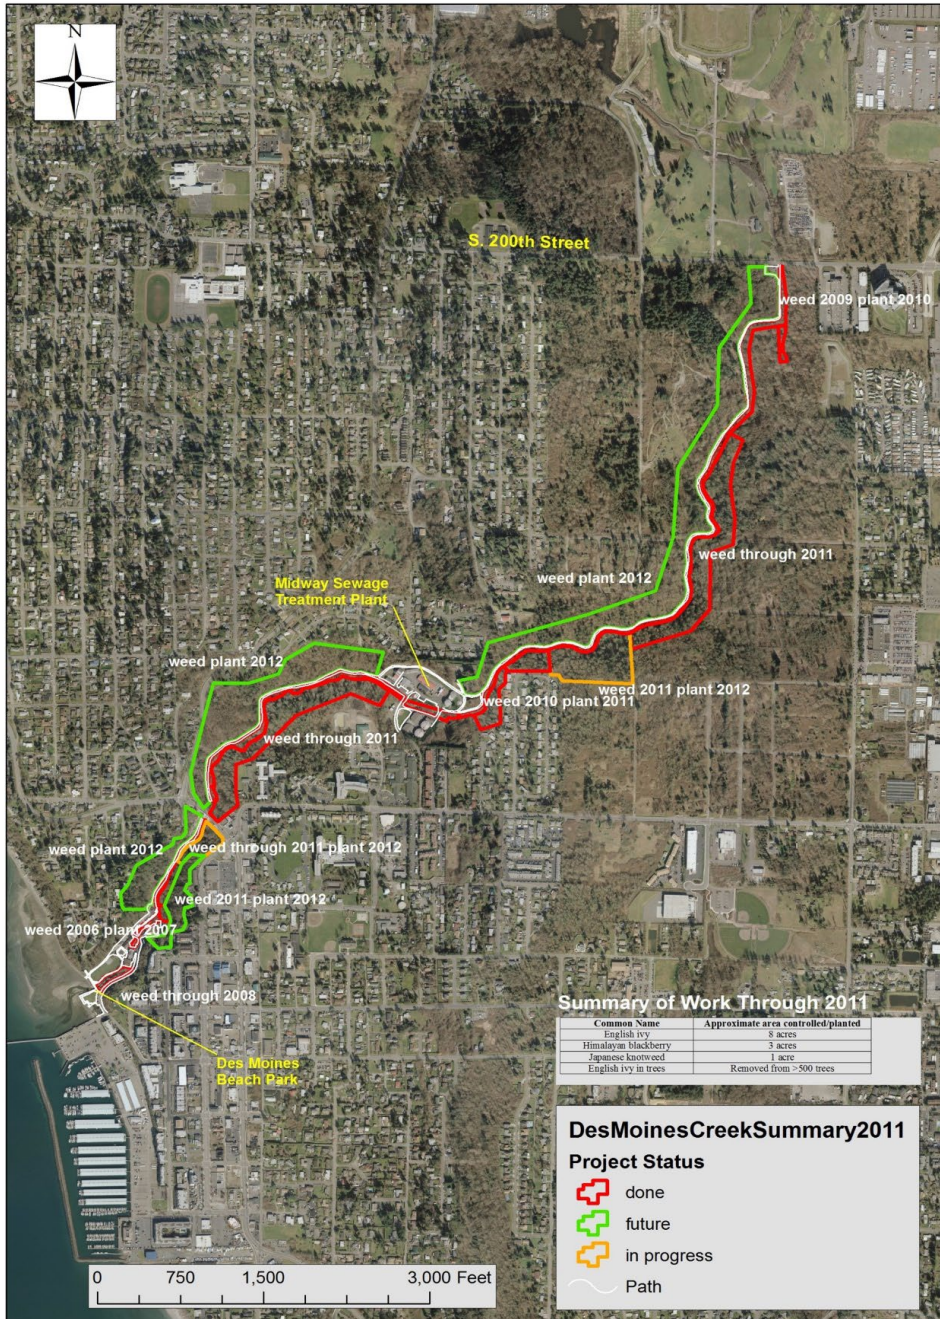 N
S. 200th Street
weed 2009 plant 2010
weed through 2011
weed plant 2012
Midway Sewage
Treatment Plant
weed plant 2012
weed 2011 plant 2012
weed 2010 plant 2011
weed through 2011
weed plant 2012
weed through 2011 plant 2012
weed 2011 plant 2012
weed 2006 plant 2007
weed through 2008
Des Moines
Beach Park
Summary of Work Through 2011
Common Name Approximate area controlled/planted
English ivy 8 acres
Himalayan blackberry 3 acres
Japanese knotweed 1 acre
English ivy in trees Removed from >500 trees
DesMoinesCreekSummary2011
Project Status
done
future
in progress
Path
0 750 1,500 3,000 Feet